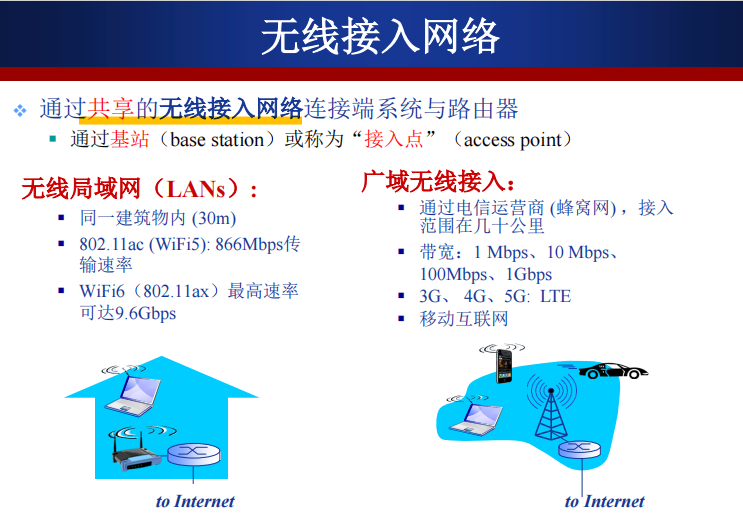 无线接入网络
通过共享的无线接入网络连接端系统与路由器
通过基站（base station）或称为“接入点”（access point）
无线局域网（LANs）:
同一建筑物内 (30m)
802.11ac (WiFi5): 866Mbps传
输速率
WiFi6（802.11ax）最高速率
可达9.6Gbps
to Internet
广域无线接入：
通过电信运营商 (蜂窝网) ，接入
范围在几十公里
带宽：1 Mbps、10 Mbps、
100Mbps、1Gbps
3G、 4G、5G: LTE
移动互联网
to Internet